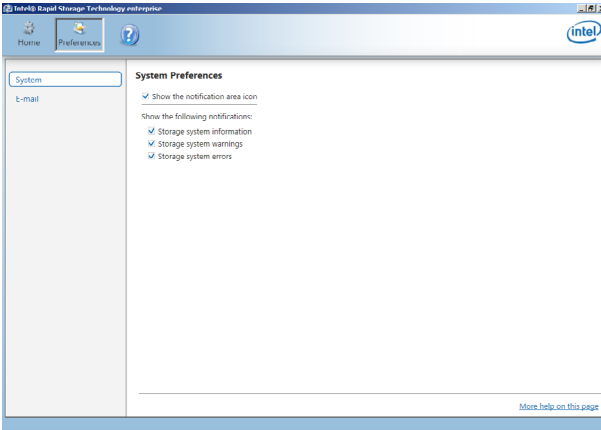 Intel® Rapid Storage Technology enterprise
Home
Preferences
?
intel
System
E-mail
System Preferences
Show the notification area icon
Show the following notifications:
Storage system information
Storage system warnings
Storage system errors
More help on this page